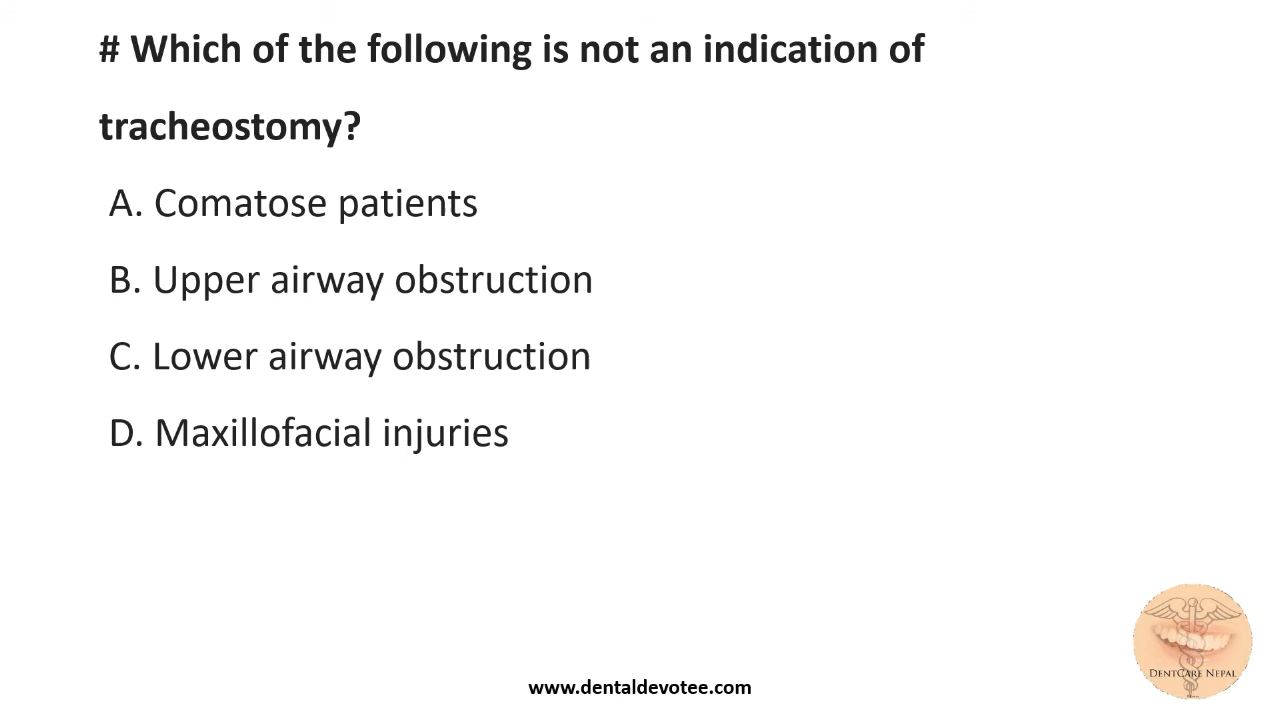 # Which of the following is not an indication of
tracheostomy?
A. Comatose patients
B. Upper airway obstruction
C. Lower airway obstruction
D. Maxillofacial injuries
DENTCARE NEPAL
www.dentaldevotee.com